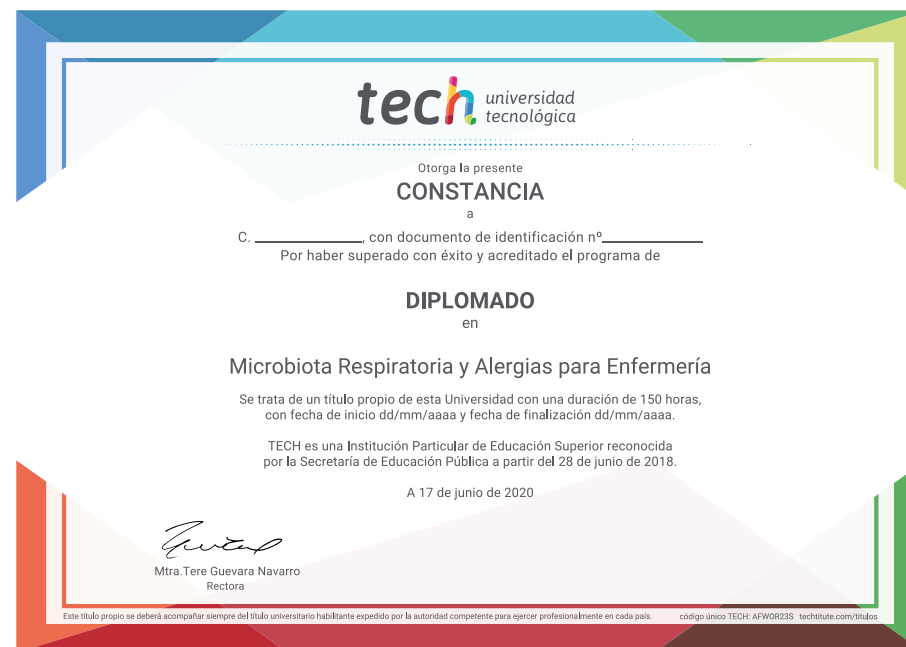 tech universidad
tecnológica
Otorga la presente
CONSTANCIA
a
C. ____________, con documento de identificación nº____________
Por haber superado con éxito y acreditado el programa de
DIPLOMADO
en
Microbiota Respiratoria y Alergias para Enfermería
Se trata de un título propio de esta Universidad con una duración de 150 horas,
con fecha de inicio dd/mm/aaaa y fecha de finalización dd/mm/aaaa.
TECH es una Institución Particular de Educación Superior reconocida
por la Secretaría de Educación Pública a partir del 28 de junio de 2018.
A 17 de junio de 2020
Mtra.Tere Guevara Navarro
Rectora
Este título propio se deberá acompañar siempre del título universitario habilitante expedido por la autoridad competente para ejercer profesionalmente en cada país. código único TECH: AFWOR23S techtitute.com/titulos